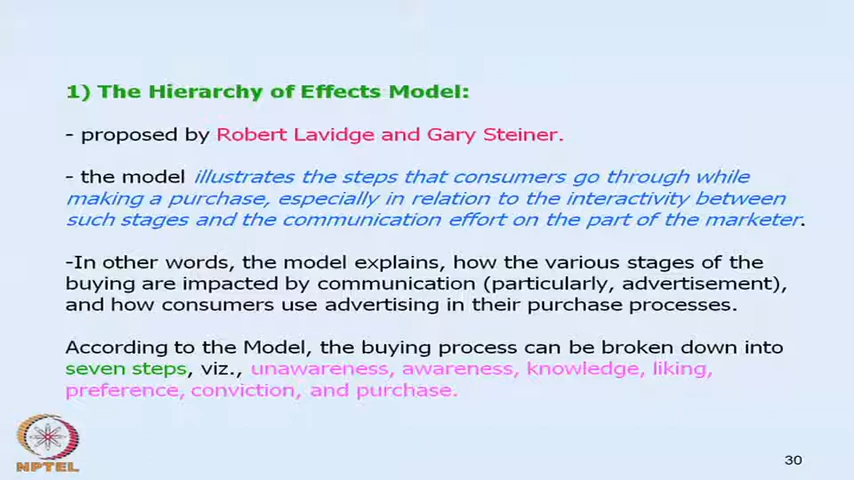 1) The Hierarchy of Effects Model:
- proposed by Robert Lavidge and Gary Steiner.
- the model illustrates the steps that consumers go through while
making a purchase, especially in relation to the interactivity between
such stages and the communication effort on the part of the marketer.
-In other words, the model explains, how the various stages of the
buying are impacted by communication (particularly, advertisement),
and how consumers use advertising in their purchase processes.
According to the Model, the buying process can be broken down into
seven steps, viz., unawareness, awareness, knowledge, liking,
preference, conviction, and purchase.
NPTEL
30